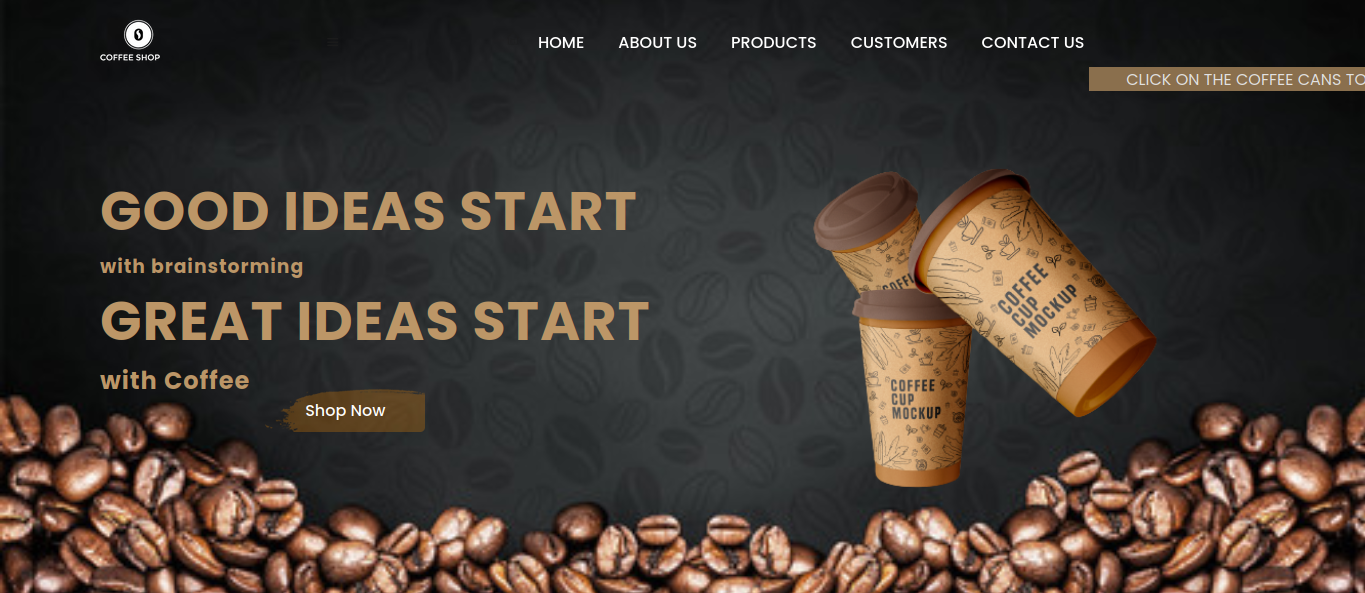 COFFEE SHOP
HOME ABOUT US PRODUCTS CUSTOMERS CONTACT US
CLICK ON THE COFFEE CANS TO
GOOD IDEAS START
with brainstorming
GREAT IDEAS START
with Coffee
Shop Now
COFFEE
CUP
MOCKUP
COFFEE
CUP
MOCKUP